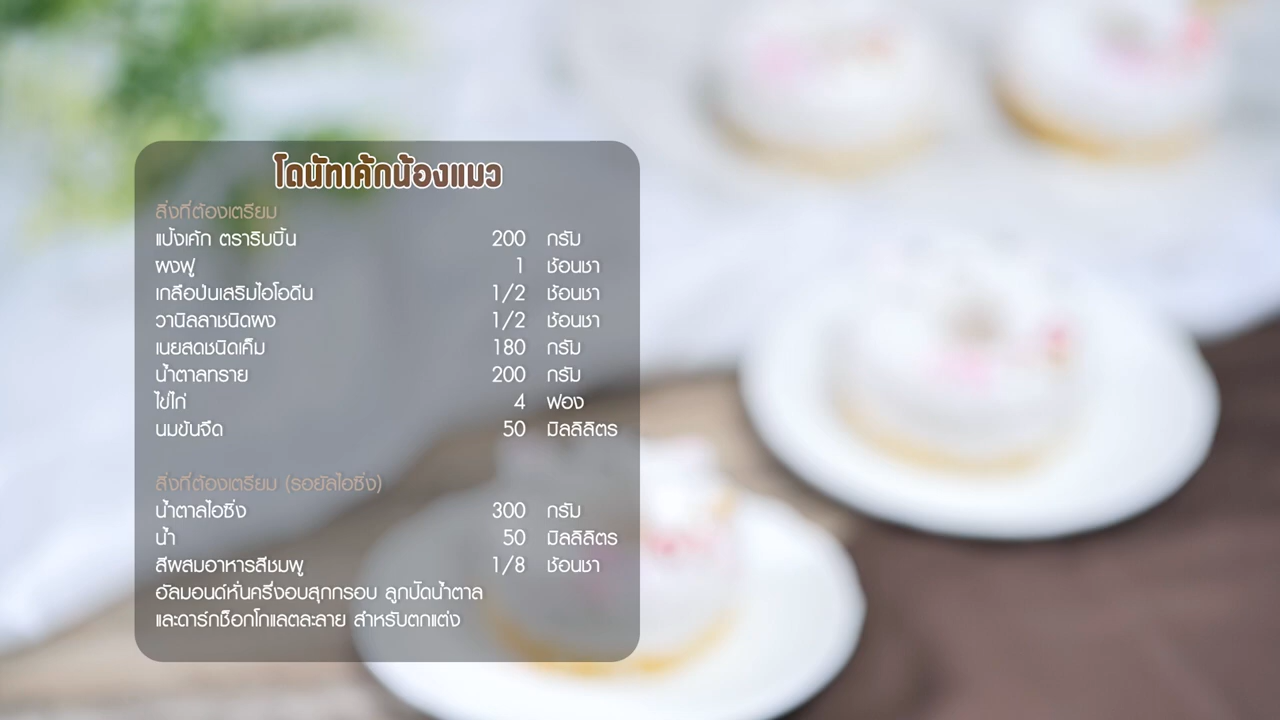 โดนัทเค้กน้องแมว
สิ่งที่ต้องเตรียม
แป้งเค้ก ตราริบบิ้น 200 กรัม
ผงฟู 1 ช้อนชา
เกลือป่นเสริมไอโอดีน 1/2 ช้อนชา
วานิลลาชนิดผง 1/2 ช้อนชา
เนยสดชนิดเค็ม 180 กรัม
น้ำตาลทราย 200 กรัม
ไข่ไก่ 4 ฟอง
นมข้นจืด 50 มิลลิลิตร
สิ่งที่ต้องเตรียม (รอยัลไอซิ่ง)
น้ำตาลไอซิ่ง 300 กรัม
น้ำ 50 มิลลิลิตร
สีผสมอาหารสีชมพู 1/8 ช้อนชา
อัลมอนด์หั่นครึ่งอบสุกกรอบ ลูกปัดน้ำตาล
และดาร์กช็อกโกแลตละลาย สำหรับตกแต่ง